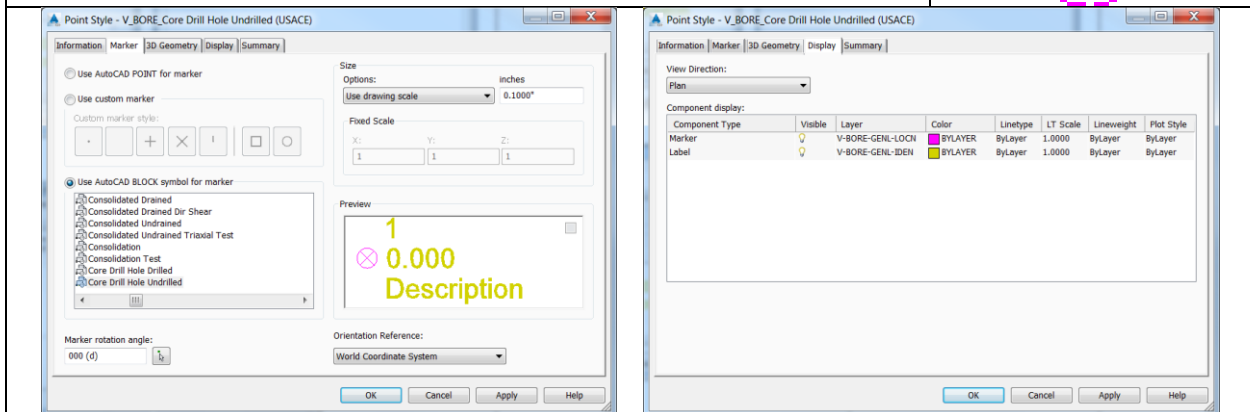 Point Style - V_BORE_Core Drill Hole Undrilled (USACE)
Information Marker 3D Geometry Display Summary
Use AutoCAD POINT for marker
Use custom marker
Custom marker style:
Use AutoCAD BLOCK symbol for marker
Consolidated Drained
Consolidated Drained Dir Shear
Consolidated Undrained
Consolidated Undrained Triaxial Test
Consolidation
Consolidation Test
Core Drill Hole Drilled
Core Drill Hole Undrilled
Marker rotation angle:
000 (d)
Size
Options: inches
Use drawing scale 0.1000"
Fixed Scale
X: Y: Z:
1 1 1
Preview
1
0.000
Description
Orientation Reference:
World Coordinate System
OK Cancel Apply Help
Point Style - V_BORE_Core Drill Hole Undrilled (USACE)
Information Marker 3D Geometry Display Summary
View Direction:
Plan
Component display:
Component Type Visible Layer Color Linetype LT Scale Lineweight Plot Style
Marker V-BORE-GENL-LOCN BYLAYER ByLayer 1.0000 ByLayer ByLayer
Label V-BORE-GENL-IDEN BYLAYER ByLayer 1.0000 ByLayer ByLayer
OK Cancel Apply Help